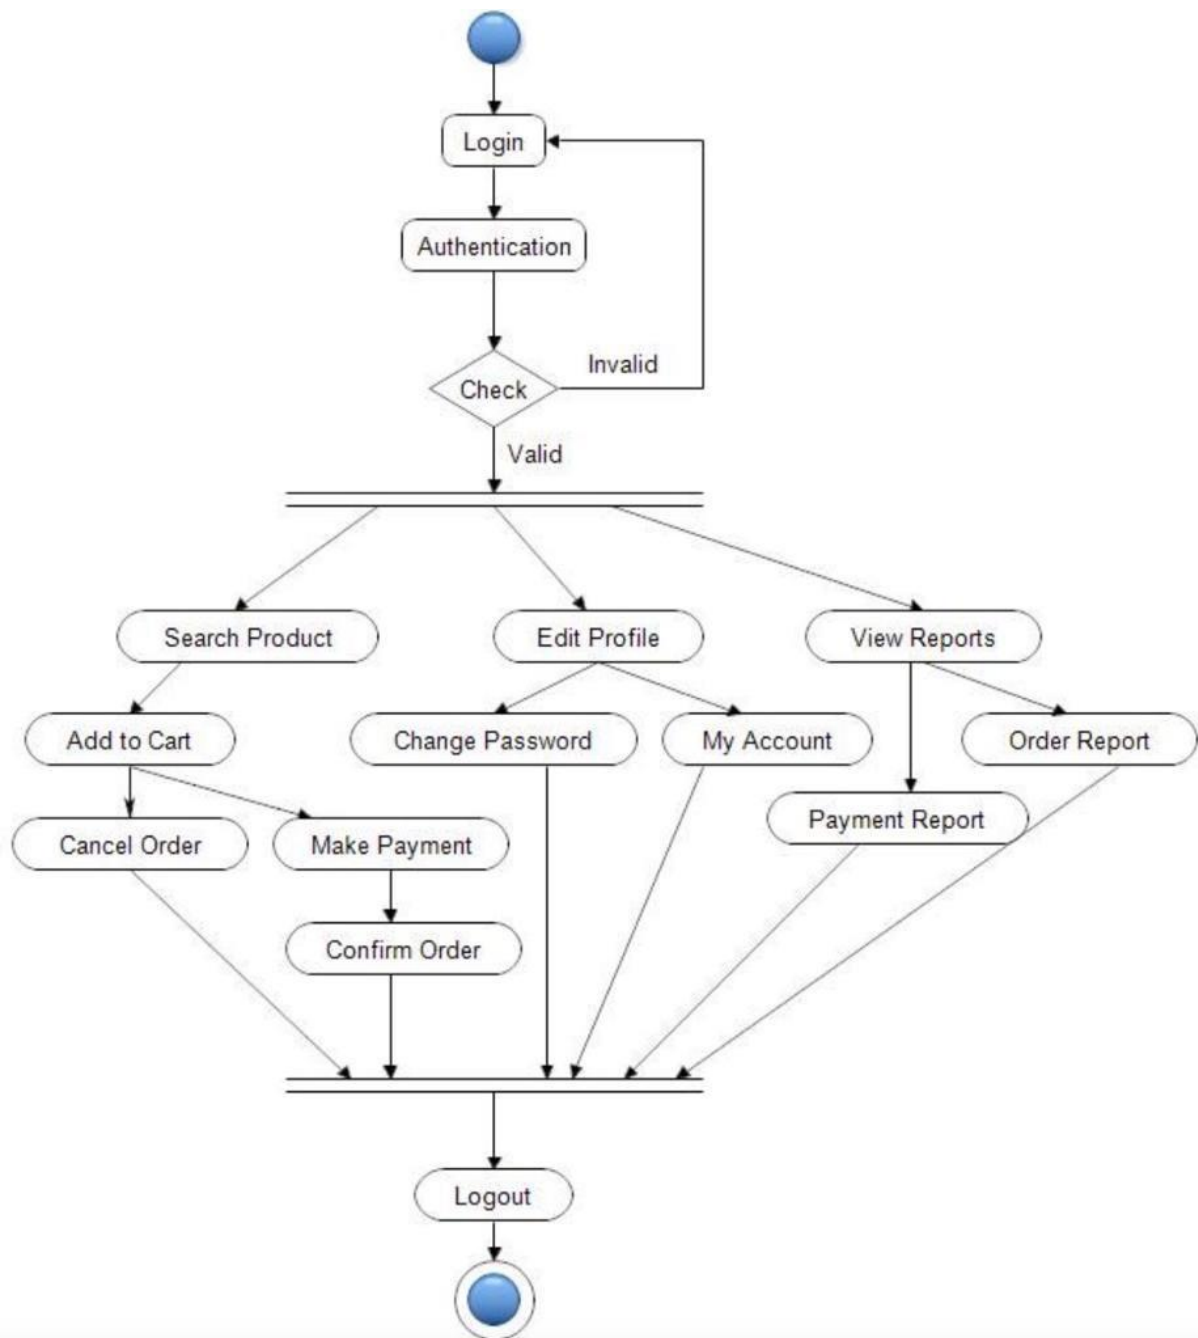 Login
Authentication
Invalid
Check
Valid
Search Product
Edit Profile
View Reports
Add to Cart
Change Password
My Account
Order Report
Payment Report
Cancel Order
Make Payment
Confirm Order
Logout